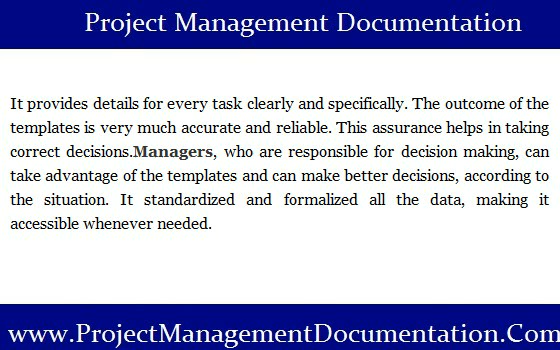 Project Management Documentation
It provides details for every task clearly and specifically. The outcome of the
templates is very much accurate and reliable. This assurance helps in taking
correct decisions.Managers, who are responsible for decision making, can
take advantage of the templates and can make better decisions, according to
the situation. It standardized and formalized all the data, making it
accessible whenever needed.
www.ProjectManagementDocumentation.Com